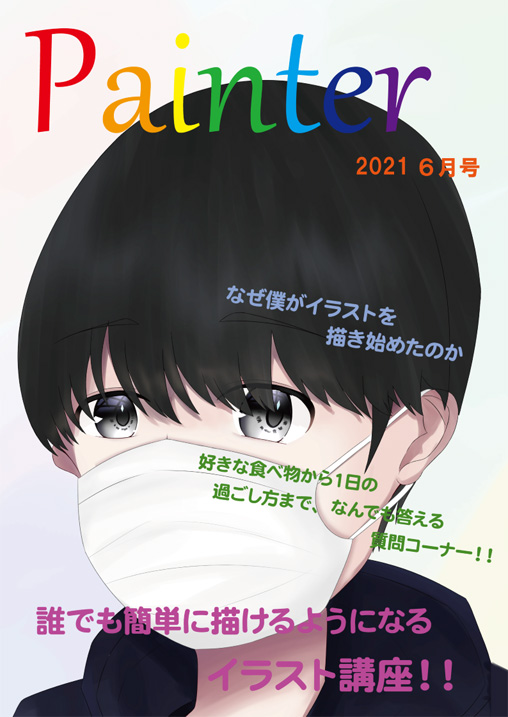 Painter
2021 6月号
なぜ僕がイラストを
描き始めたのか
好きな食べ物から1日の
過ごし方まで、なんでも答える
質問コーナー!!
誰でも簡単に描けるようになる
イラスト講座!!